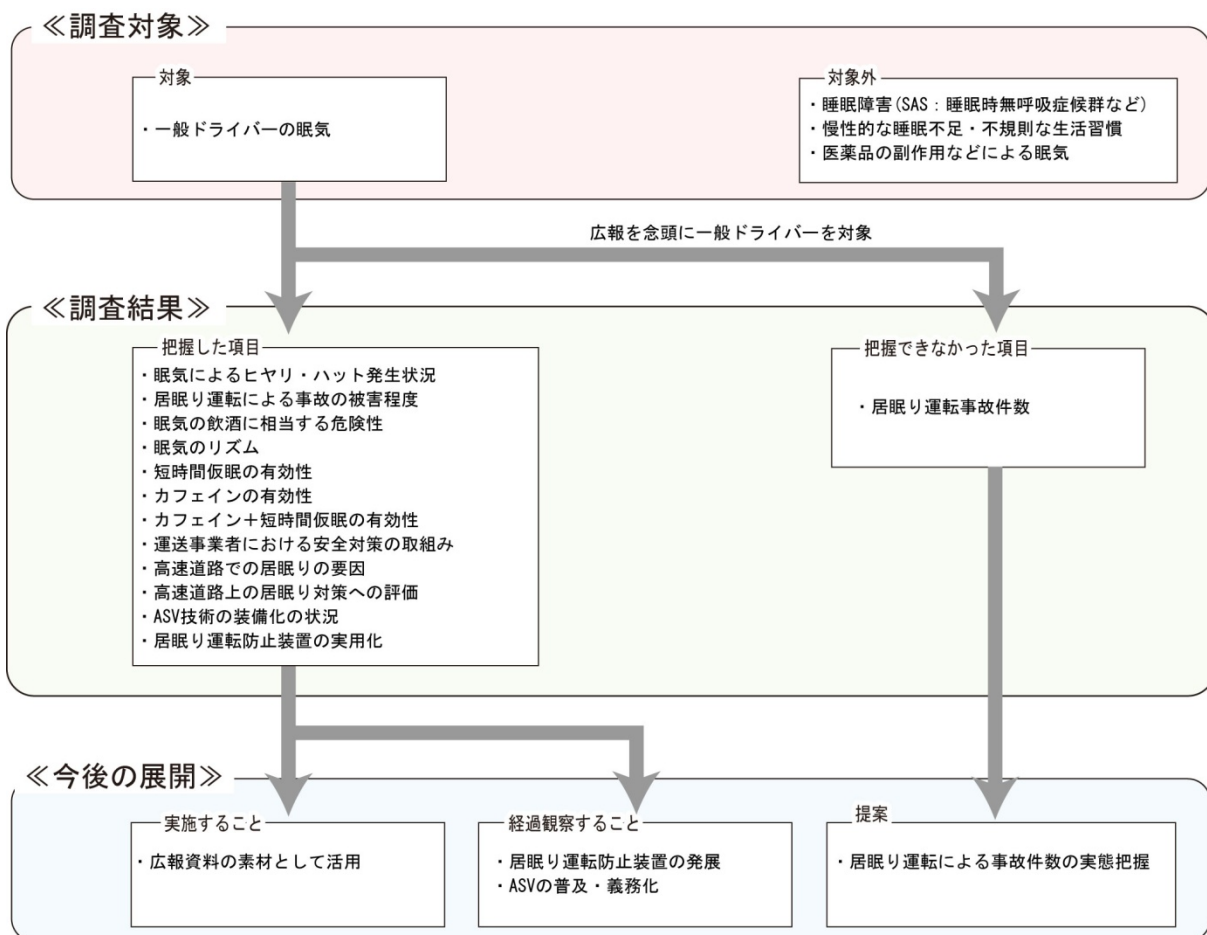 ≪調査対象≫
対象
・一般ドライバーの眠気
対象外
・睡眠障害(SAS：睡眠時無呼吸症候群など)
・慢性的な睡眠不足・不規則な生活習慣
・医薬品の副作用などによる眠気
広報を念頭に一般ドライバーを対象
≪調査結果≫
把握した項目
・眠気によるヒヤリ・ハット発生状況
・居眠り運転による事故の被害程度
・眠気の飲酒に相当する危険性
・眠気のリズム
・短時間仮眠の有効性
・カフェインの有効性
・カフェイン＋短時間仮眠の有効性
・運送事業者における安全対策の取組み
・高速道路での居眠りの要因
・高速道路上の居眠り対策への評価
・ASV技術の装備化の状況
・居眠り運転防止装置の実用化
把握できなかった項目
・居眠り運転事故件数
≪今後の展開≫
実施すること
・広報資料の素材として活用
経過観察すること
・居眠り運転防止装置の発展
・ASVの普及・義務化
提案
・居眠り運転による事故件数の実態把握